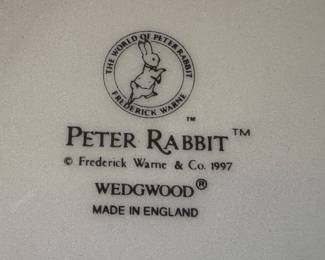 THE WORLD OF PETER RABBIT
FREDERICK WARNE
TM
PETER RABBIT™
© Frederick Warne & Co. 1997
WEDGWOOD®
MADE IN ENGLAND